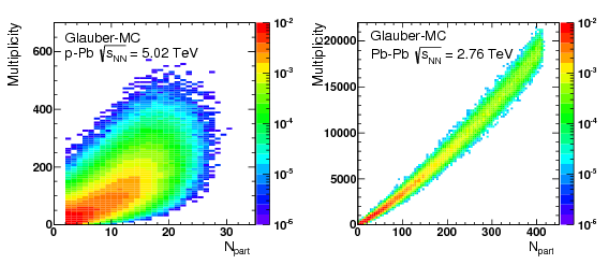 Multiplicity
Glauber-MC
p-Pb √sNN = 5.02 TeV
600
400
200
0
0 10 20 30
Npart
10-2
10-3
10-4
10-5
10-6
Multiplicity
Glauber-MC
Pb-Pb √sNN = 2.76 TeV
20000
15000
10000
5000
0
0 100 200 300 400
Npart
10-2
10-3
10-4
10-5
10-6